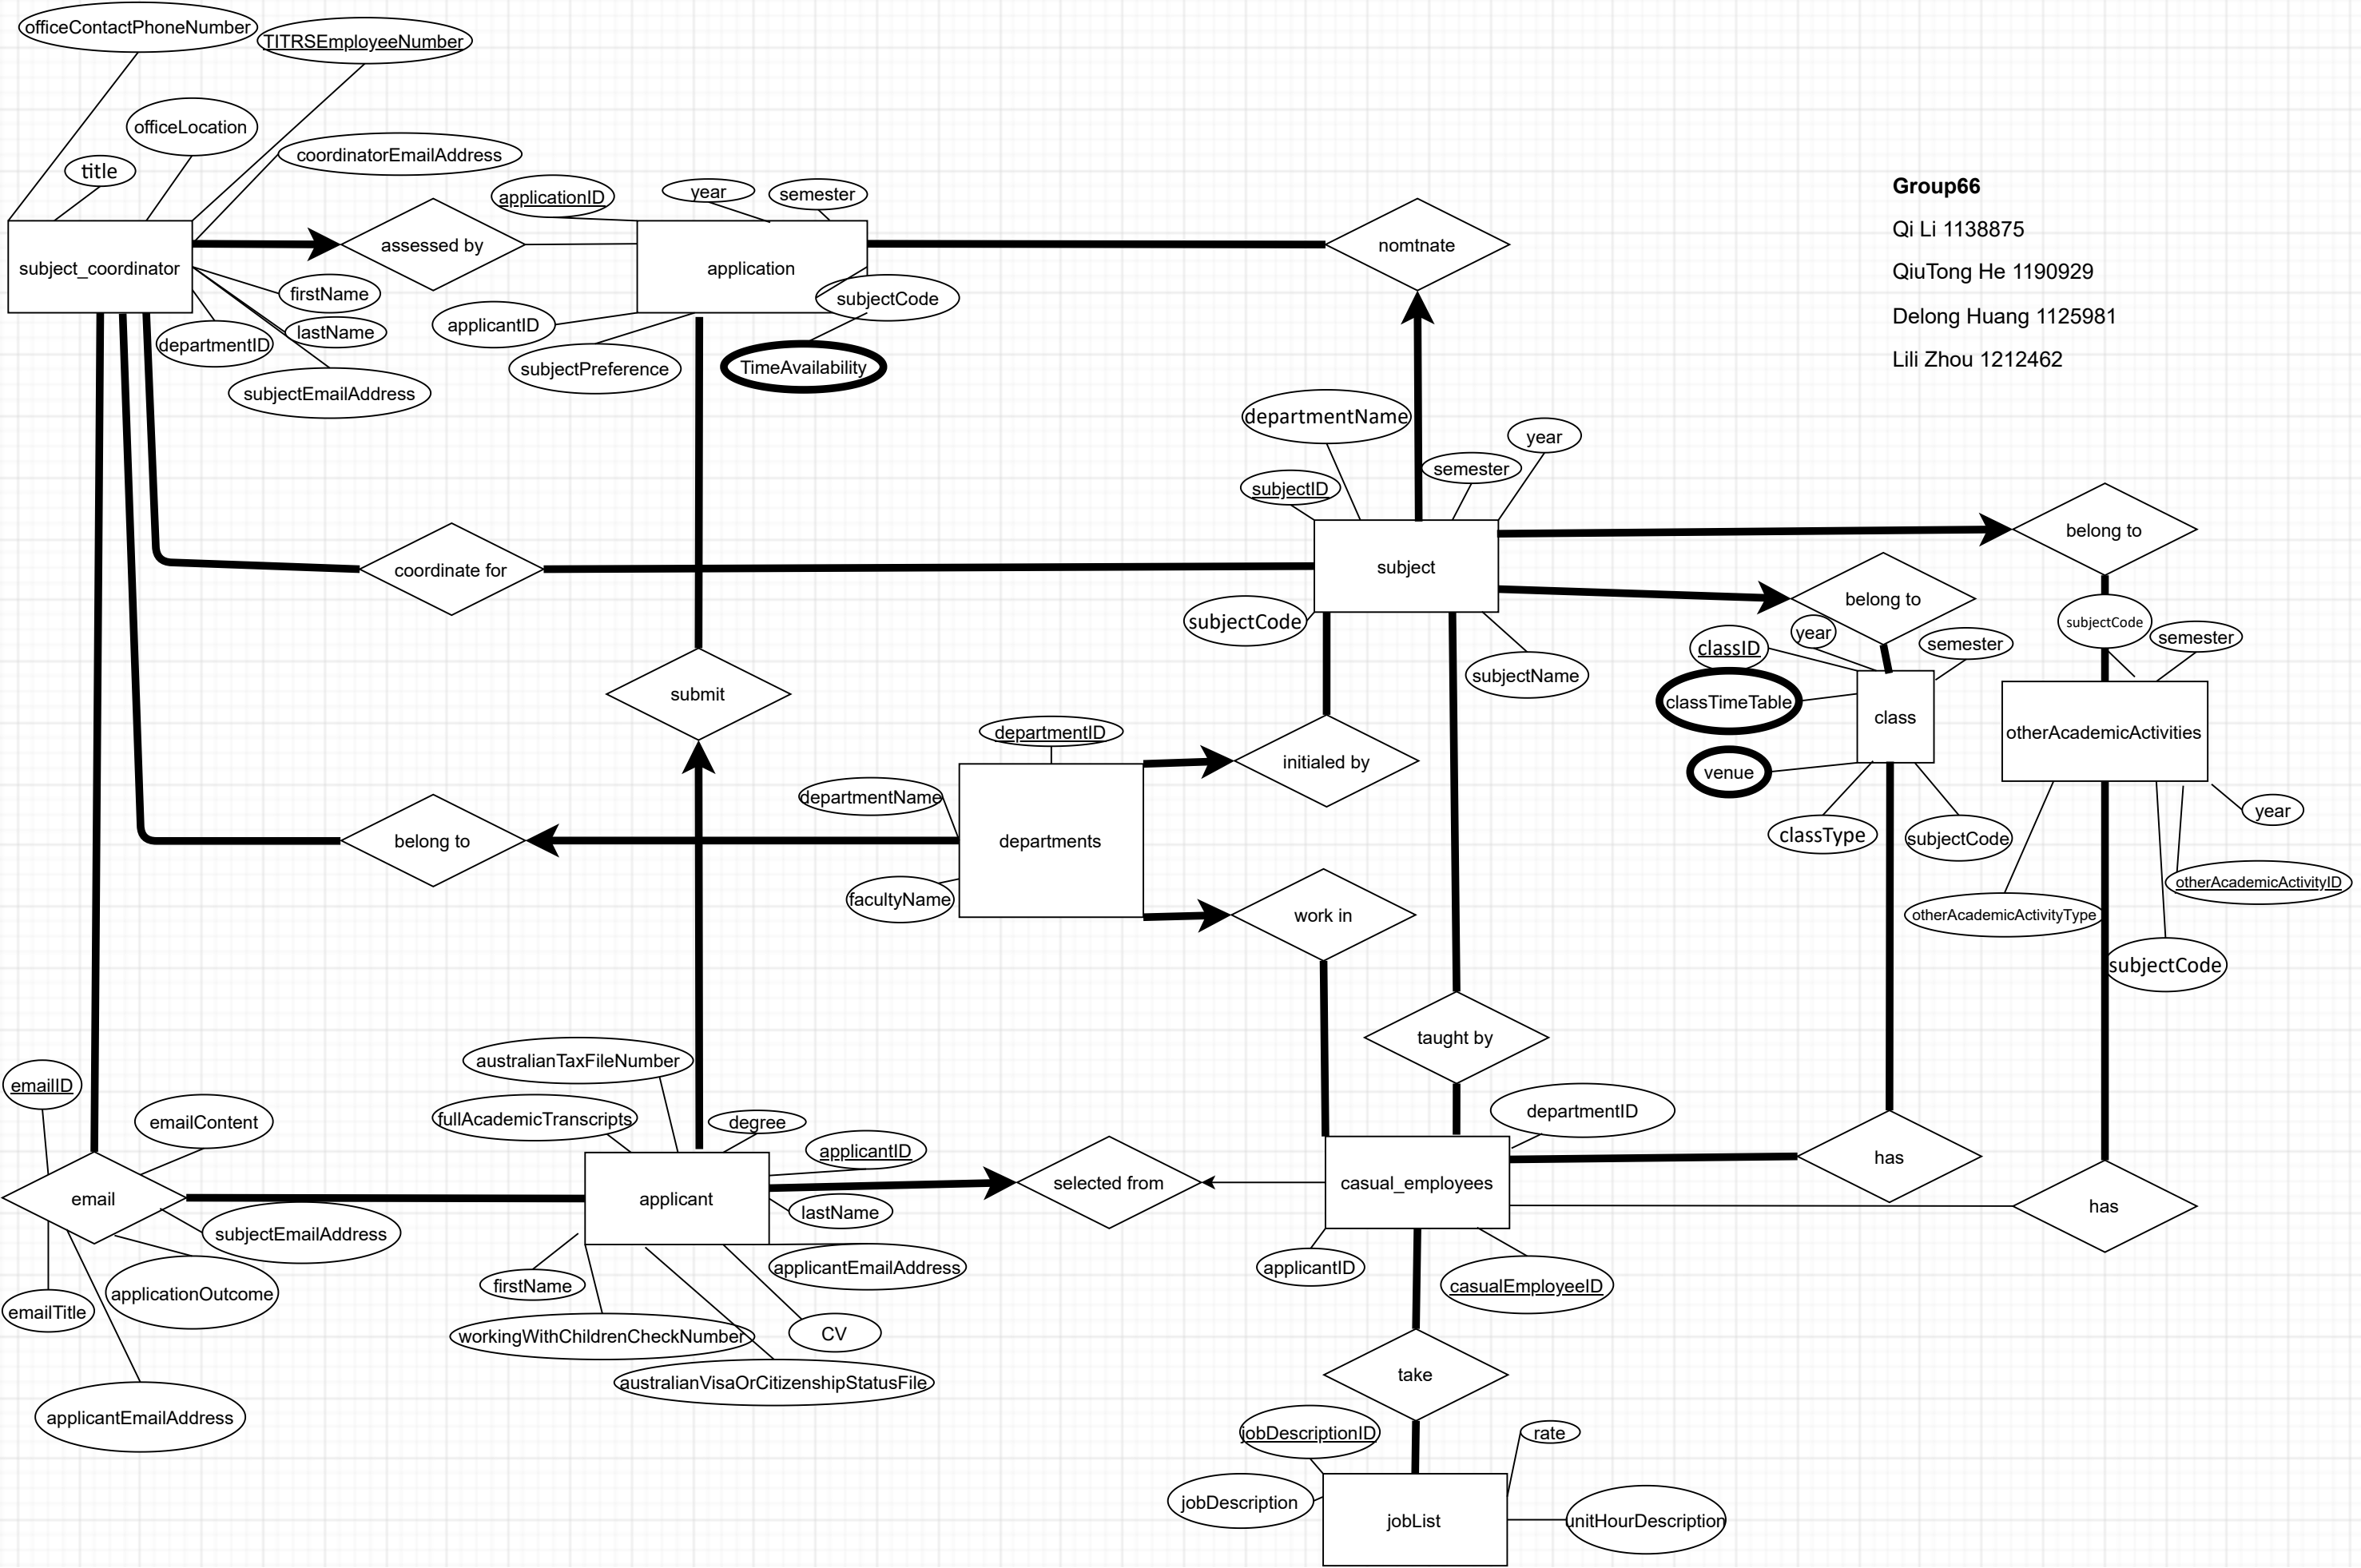 officeContactPhoneNumber
TITRSEmployeeNumber
officeLocation
coordinatorEmailAddress
title
applicationID
year
semester
Group66
Qi Li 1138875
QiuTong He 1190929
Delong Huang 1125981
Lili Zhou 1212462
subject_coordinator
assessed by
application
nomtnate
firstName
lastName
departmentID
subjectEmailAddress
applicantID
subjectCode
subjectPreference
TimeAvailability
departmentName
year
semester
subjectID
belong to
coordinate for
subject
belong to
subjectCode
subjectName
classID
year
semester
subjectCode
semester
submit
classTimeTable
class
otherAcademicActivities
departmentID
initialed by
venue
departmentName
year
classType
subjectCode
belong to
departments
facultyName
work in
otherAcademicActivityID
otherAcademicActivityType
subjectCode
taught by
australianTaxFileNumber
emailID
emailContent
fullAcademicTranscripts
degree
departmentID
applicantID
has
email
applicant
selected from
casual_employees
has
lastName
subjectEmailAddress
applicantEmailAddress
applicantID
casualEmployeeID
firstName
applicationOutcome
emailTitle
workingWithChildrenCheckNumber
CV
take
australianVisaOrCitizenshipStatusFile
applicantEmailAddress
jobDescriptionID
rate
jobDescription
jobList
unitHourDescription